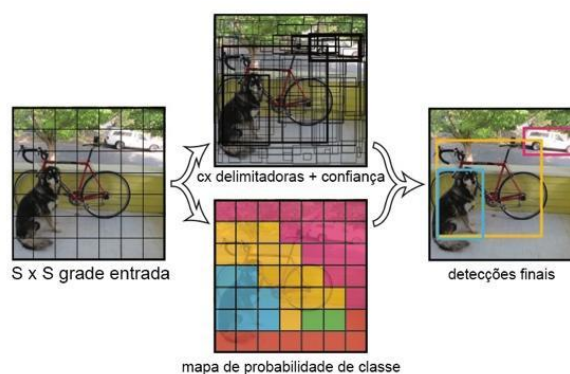 cx delimitadoras + confiança
S x S grade entrada
detecções finais
mapa de probabilidade de classe